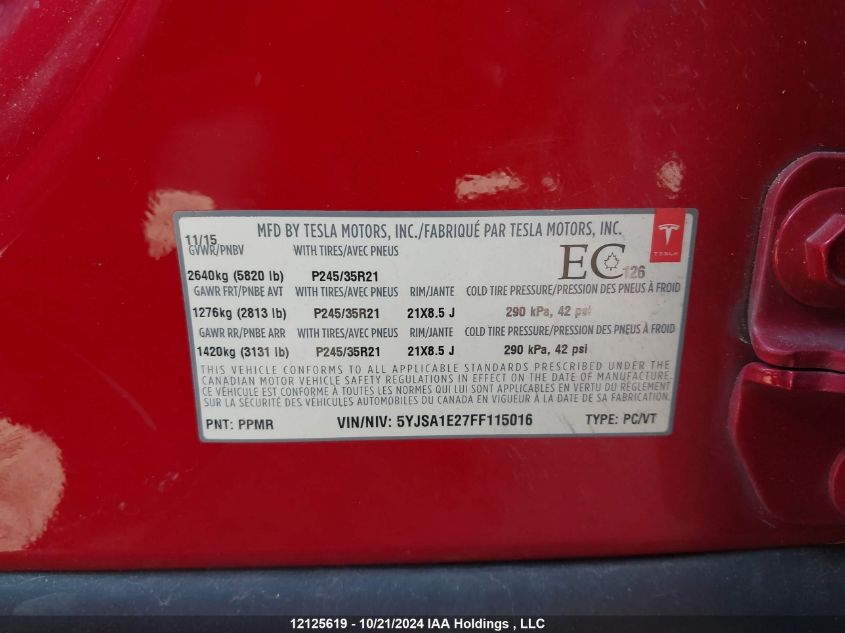 MFD BY TESLA MOTORS, INC./FABRIQUÉ PAR TESLA MOTORS, INC.
11/15
GVWR/PNBV WITH TIRES/AVEC PNEUS
EC 126
TESLA
2640kg (5820 lb) P245/35R21
GAWR FRT/PNBE AVT WITH TIRES/AVEC PNEUS RIM/JANTE COLD TIRE PRESSURE/PRESSION DES PNEUS À FROID
1276kg (2813 lb) P245/35R21 21X8.5 J 290 kPa, 42 psi
GAWR RR/PNBE ARR WITH TIRES/AVEC PNEUS RIM/JANTE COLD TIRE PRESSURE/PRESSION DES PNEUS À FROID
1420kg (3131 lb) P245/35R21 21X8.5 J 290 kPa, 42 psi
THIS VEHICLE CONFORMS TO ALL APPLICABLE STANDARDS PRESCRIBED UNDER THE
CANADIAN MOTOR VEHICLE SAFETY REGULATIONS IN EFFECT ON THE DATE OF MANUFACTURE.
CE VÉHICULE EST CONFORME À TOUTES LES NORMES QUI LUI SONT APPLICABLES EN VERTU DU RÈGLEMENT
SUR LA SÉCURITÉ DES VÉHICULES AUTOMOBILES DU CANADA EN VIGUEUR À LA DATE DE SA FABRICATION.
PNT: PPMR VIN/NIV: 5YJSA1E27FF115016 TYPE: PC/VT
12125619 - 10/21/2024 IAA Holdings , LLC